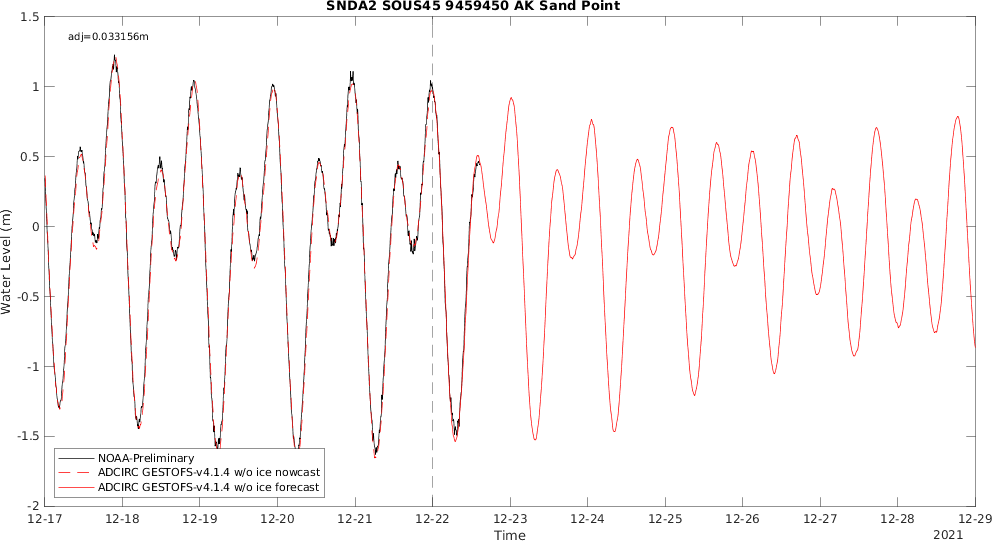 SNDA2 SOUS45 9459450 AK Sand Point
adj=0.033156m
1.5
1
0.5
0
-0.5
-1
-1.5
-2
Water Level (m)
NOAA-Preliminary
ADCIRC GESTOFS-v4.1.4 w/o ice nowcast
ADCIRC GESTOFS-v4.1.4 w/o ice forecast
12-17 12-18 12-19 12-20 12-21 12-22 12-23 12-24 12-25 12-26 12-27 12-28 12-29
Time
2021